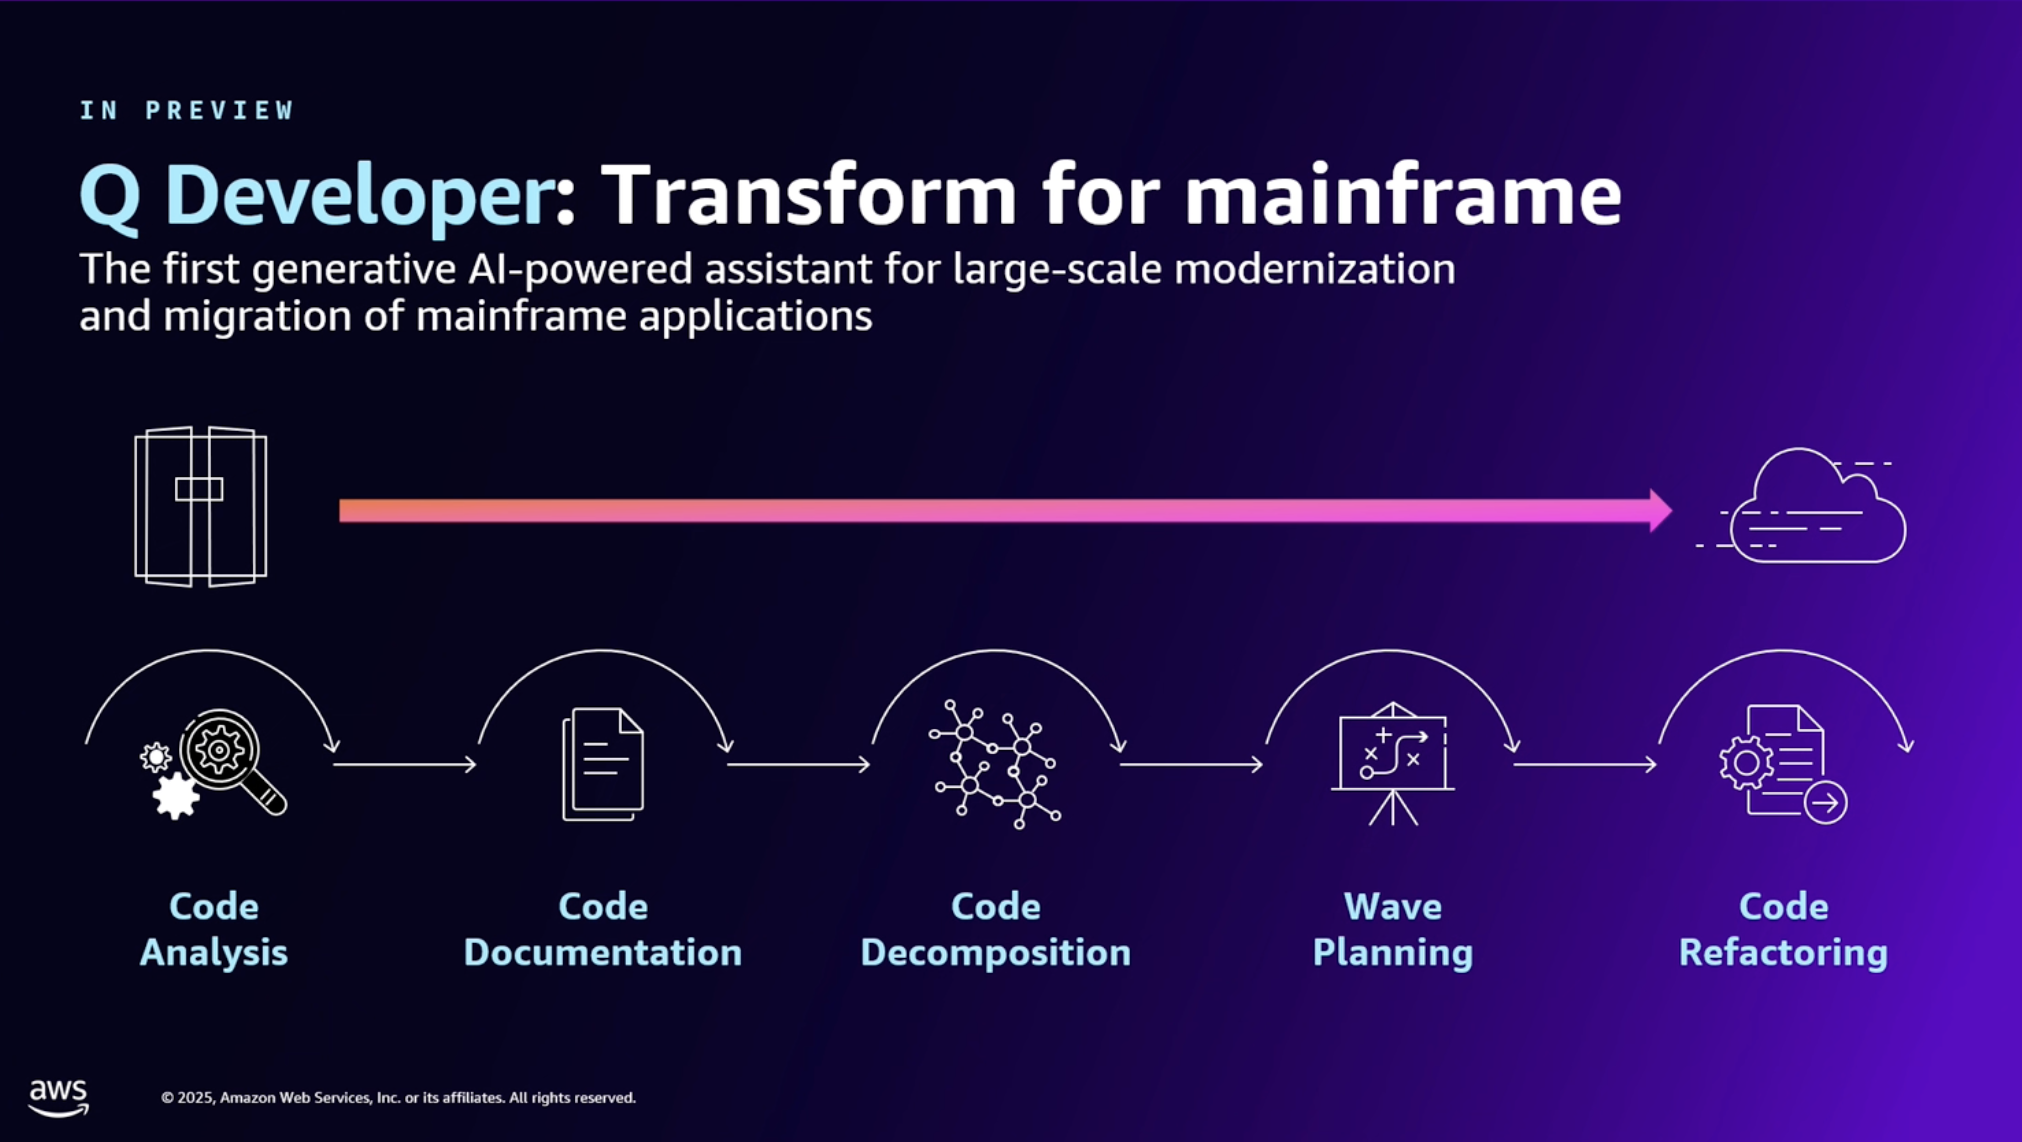 IN PREVIEW
Q Developer: Transform for mainframe
The first generative AI-powered assistant for large-scale modernization
and migration of mainframe applications
Code
Analysis
Code
Documentation
Code
Decomposition
Wave
Planning
Code
Refactoring
aws
© 2025, Amazon Web Services, Inc. or its affiliates. All rights reserved.